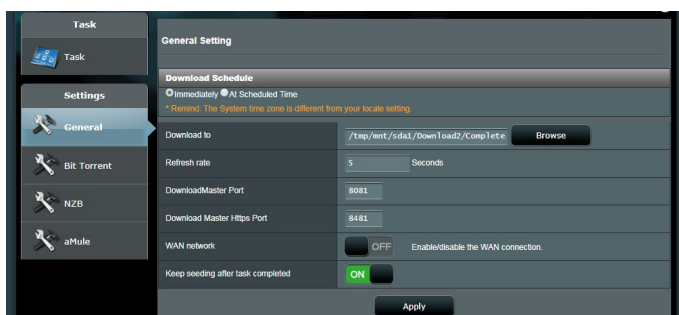 Task
Task
Settings
General
Bit Torrent
NZB
aMule
General Setting
Download Schedule
Immediately At Scheduled Time
* Remind: The System time zone is different from your locale setting.
Download to /tmp/mnt/sda1/Download2/Complete Browse
Refresh rate 5 Seconds
DownloadMaster Port 8081
Download Master Https Port 8481
WAN network OFF Enable/disable the WAN connection.
Keep seeding after task completed ON
Apply